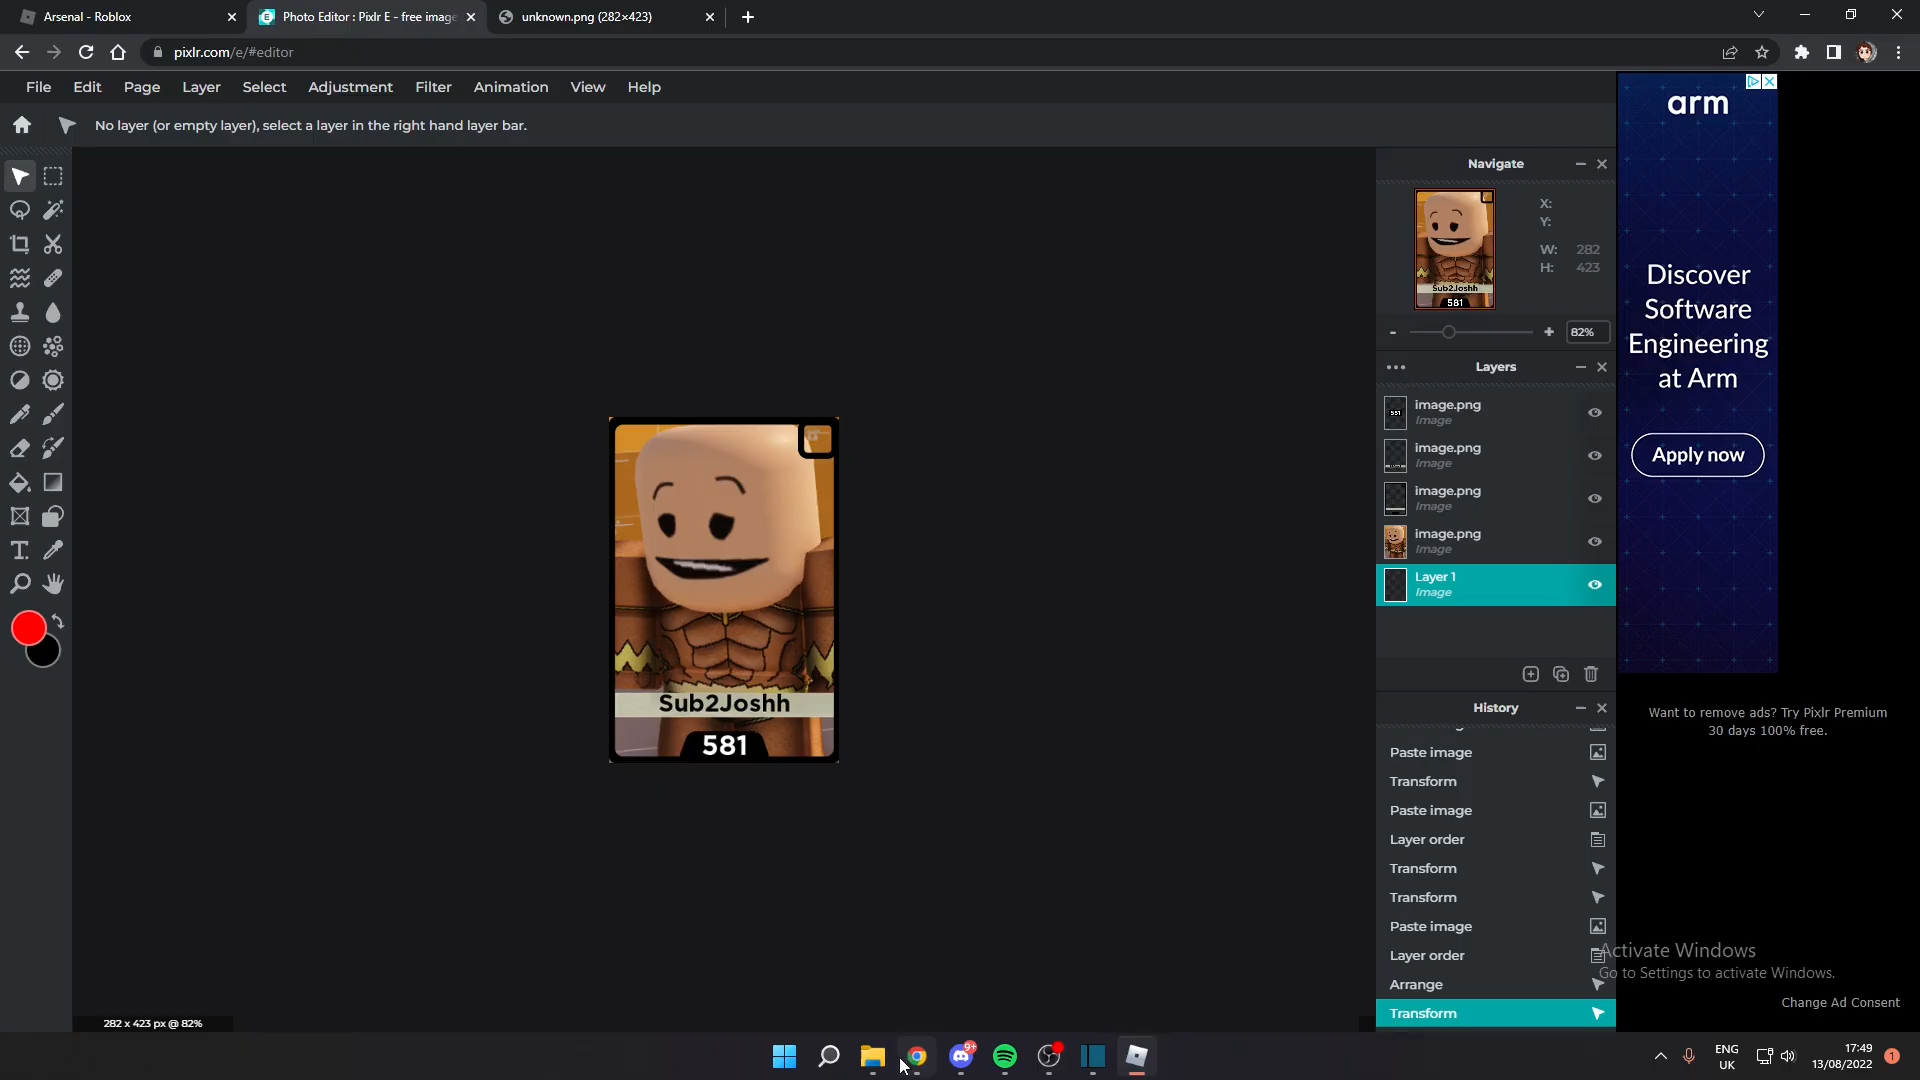 Arsenal - Roblox
Photo Editor : Pixlr E - free image
unknown.png (282×423)
pixlr.com/e/#editor
File Edit Page Layer Select Adjustment Filter Animation View Help
No layer (or empty layer), select a layer in the right hand layer bar.
Navigate
X:
Y:
W: 282
H: 423
Sub2Joshh
581
- + 82%
Layers
image.png
Image
image.png
Image
image.png
Image
image.png
Image
Layer 1
Image
History
Paste image
Transform
Paste image
Layer order
Transform
Transform
Paste image
Layer order
Arrange
Transform
Sub2Joshh
581
282 x 423 px @ 82%
arm
Discover
Software
Engineering
at Arm
Apply now
Want to remove ads? Try Pixlr Premium
30 days 100% free.
Activate Windows
Go to Settings to activate Windows.
Change Ad Consent
9+
ENG
UK
17:49
13/08/2022
1